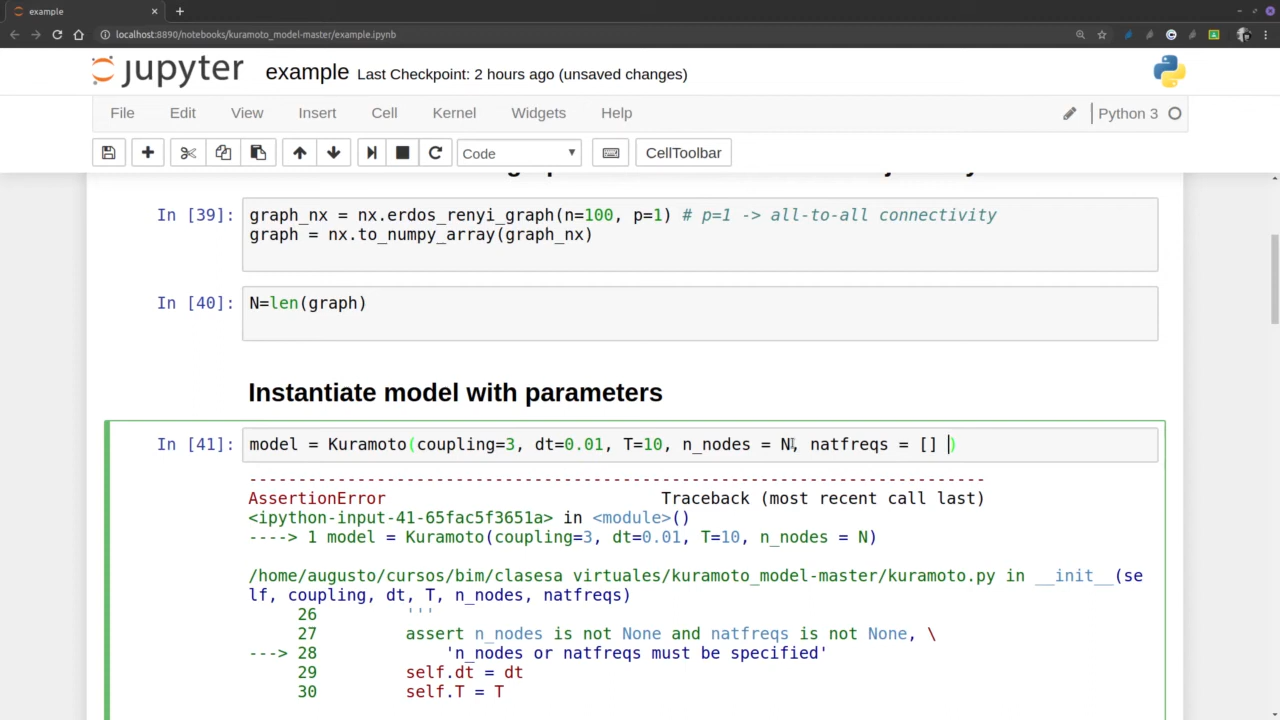 example
localhost:8890/notebooks/kuramoto_model-master/example.ipynb
jupyter example Last Checkpoint: 2 hours ago (unsaved changes)
File Edit View Insert Cell Kernel Widgets Help Python 3
Code CellToolbar
In [39]: graph_nx = nx.erdos_renyi_graph(n=100, p=1) # p=1 -> all-to-all connectivity
graph = nx.to_numpy_array(graph_nx)
In [40]: N=len(graph)
Instantiate model with parameters
In [41]: model = Kuramoto(coupling=3, dt=0.01, T=10, n_nodes = N, natfreqs = [] )
---------------------------------------------------------------------------
AssertionError Traceback (most recent call last)
<ipython-input-41-65fac5f3651a> in <module>()
----> 1 model = Kuramoto(coupling=3, dt=0.01, T=10, n_nodes = N)
/home/augusto/cursos/bim/clasesa virtuales/kuramoto_model-master/kuramoto.py in __init__(se
lf, coupling, dt, T, n_nodes, natfreqs)
26 '''
27 assert n_nodes is not None and natfreqs is not None, \
---> 28 'n_nodes or natfreqs must be specified'
29 self.dt = dt
30 self.T = T